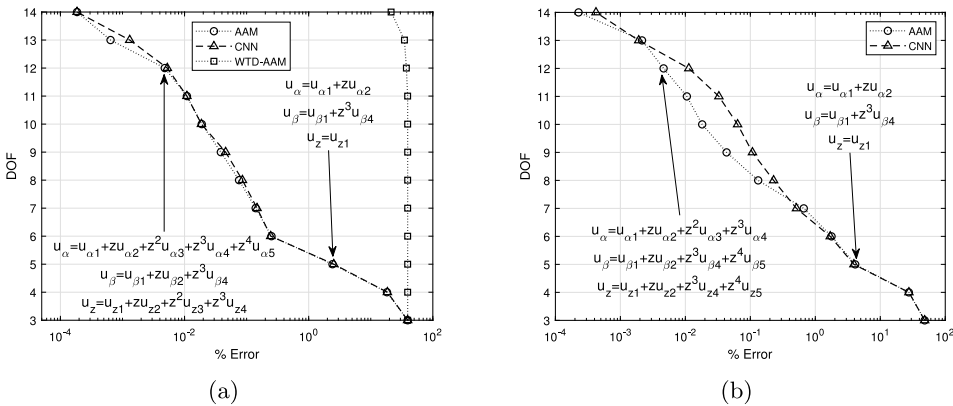 14
13
12
11
10
9
8
7
6
5
4
3
DOF
10⁻⁴
10⁻²
10⁰
10²
% Error
AAM
CNN
WTD-AAM
u_α=u_α1+zu_α2
u_β=u_β1+z³u_β4
u_z=u_z1
u_α=u_α1+zu_α2+z²u_α3+z³u_α4+z⁴u_α5
u_β=u_β1+zu_β2+z³u_β4
u_z=u_z1+zu_z2+z²u_z3+z³u_z4
(a)
14
13
12
11
10
9
8
7
6
5
4
3
DOF
10⁻⁴
10⁻³
10⁻²
10⁻¹
10⁰
10¹
10²
% Error
AAM
CNN
u_α=u_α1+zu_α2
u_β=u_β1+z³u_β4
u_z=u_z1
u_α=u_α1+zu_α2+z²u_α3+z³u_α4
u_β=u_β1+zu_β2+z³u_β4+z⁴u_β5
u_z=u_z1+zu_z2+z³u_z4+z⁴u_z5
(b)